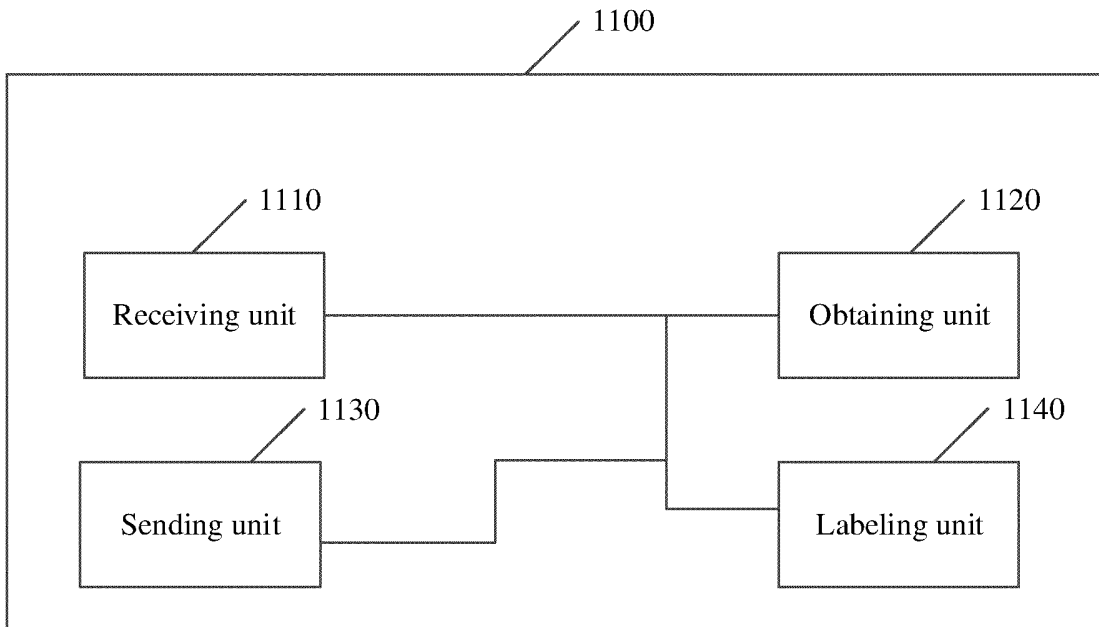 1100
1110
1120
Receiving unit
Obtaining unit
1130
1140
Sending unit
Labeling unit